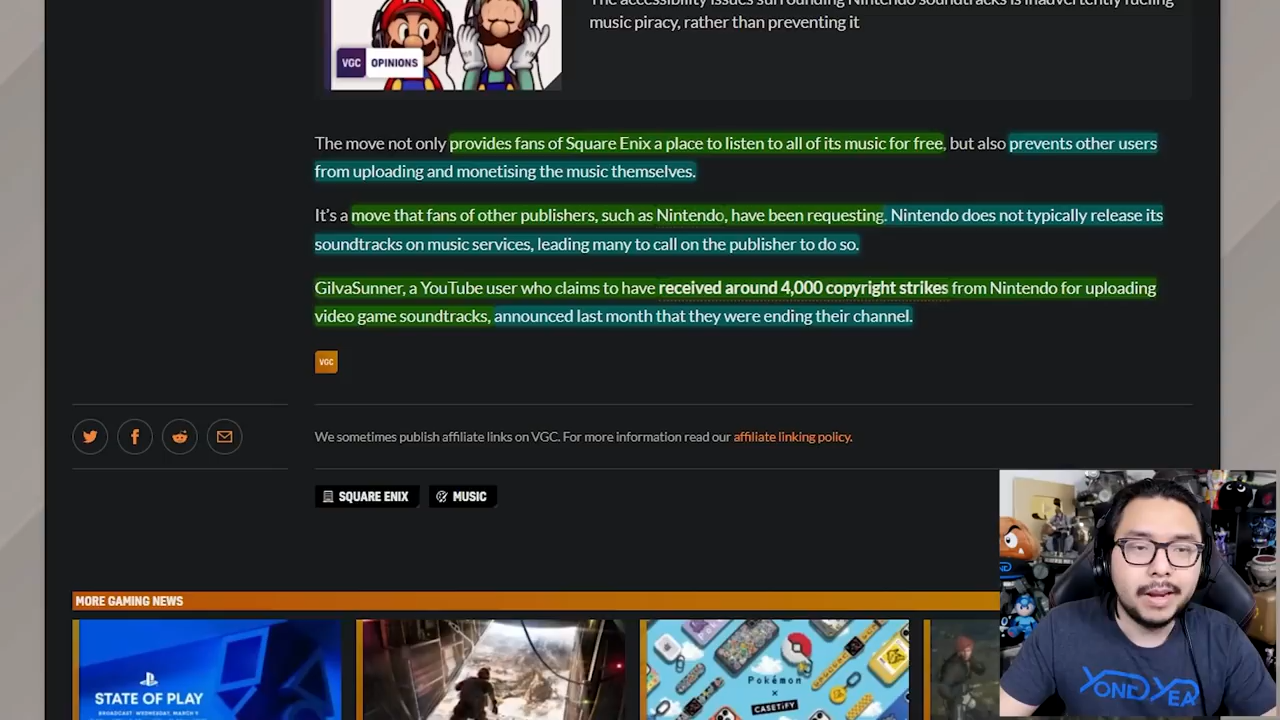 The accessibility issues surrounding Nintendo soundtracks is inadvertently fueling
music piracy, rather than preventing it
VGC OPINIONS
The move not only provides fans of Square Enix a place to listen to all of its music for free, but also prevents other users
from uploading and monetising the music themselves.
It's a move that fans of other publishers, such as Nintendo, have been requesting. Nintendo does not typically release its
soundtracks on music services, leading many to call on the publisher to do so.
GilvaSunner, a YouTube user who claims to have received around 4,000 copyright strikes from Nintendo for uploading
video game soundtracks, announced last month that they were ending their channel.
VGC
We sometimes publish affiliate links on VGC. For more information read our affiliate linking policy.
SQUARE ENIX
MUSIC
MORE GAMING NEWS
STATE OF PLAY
Pokémon
×
CASETiFY
YONG YEA